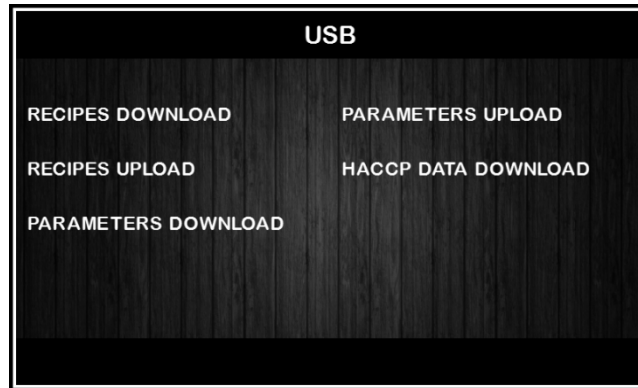 USB
RECIPES DOWNLOAD
RECIPES UPLOAD
PARAMETERS DOWNLOAD
PARAMETERS UPLOAD
HACCP DATA DOWNLOAD